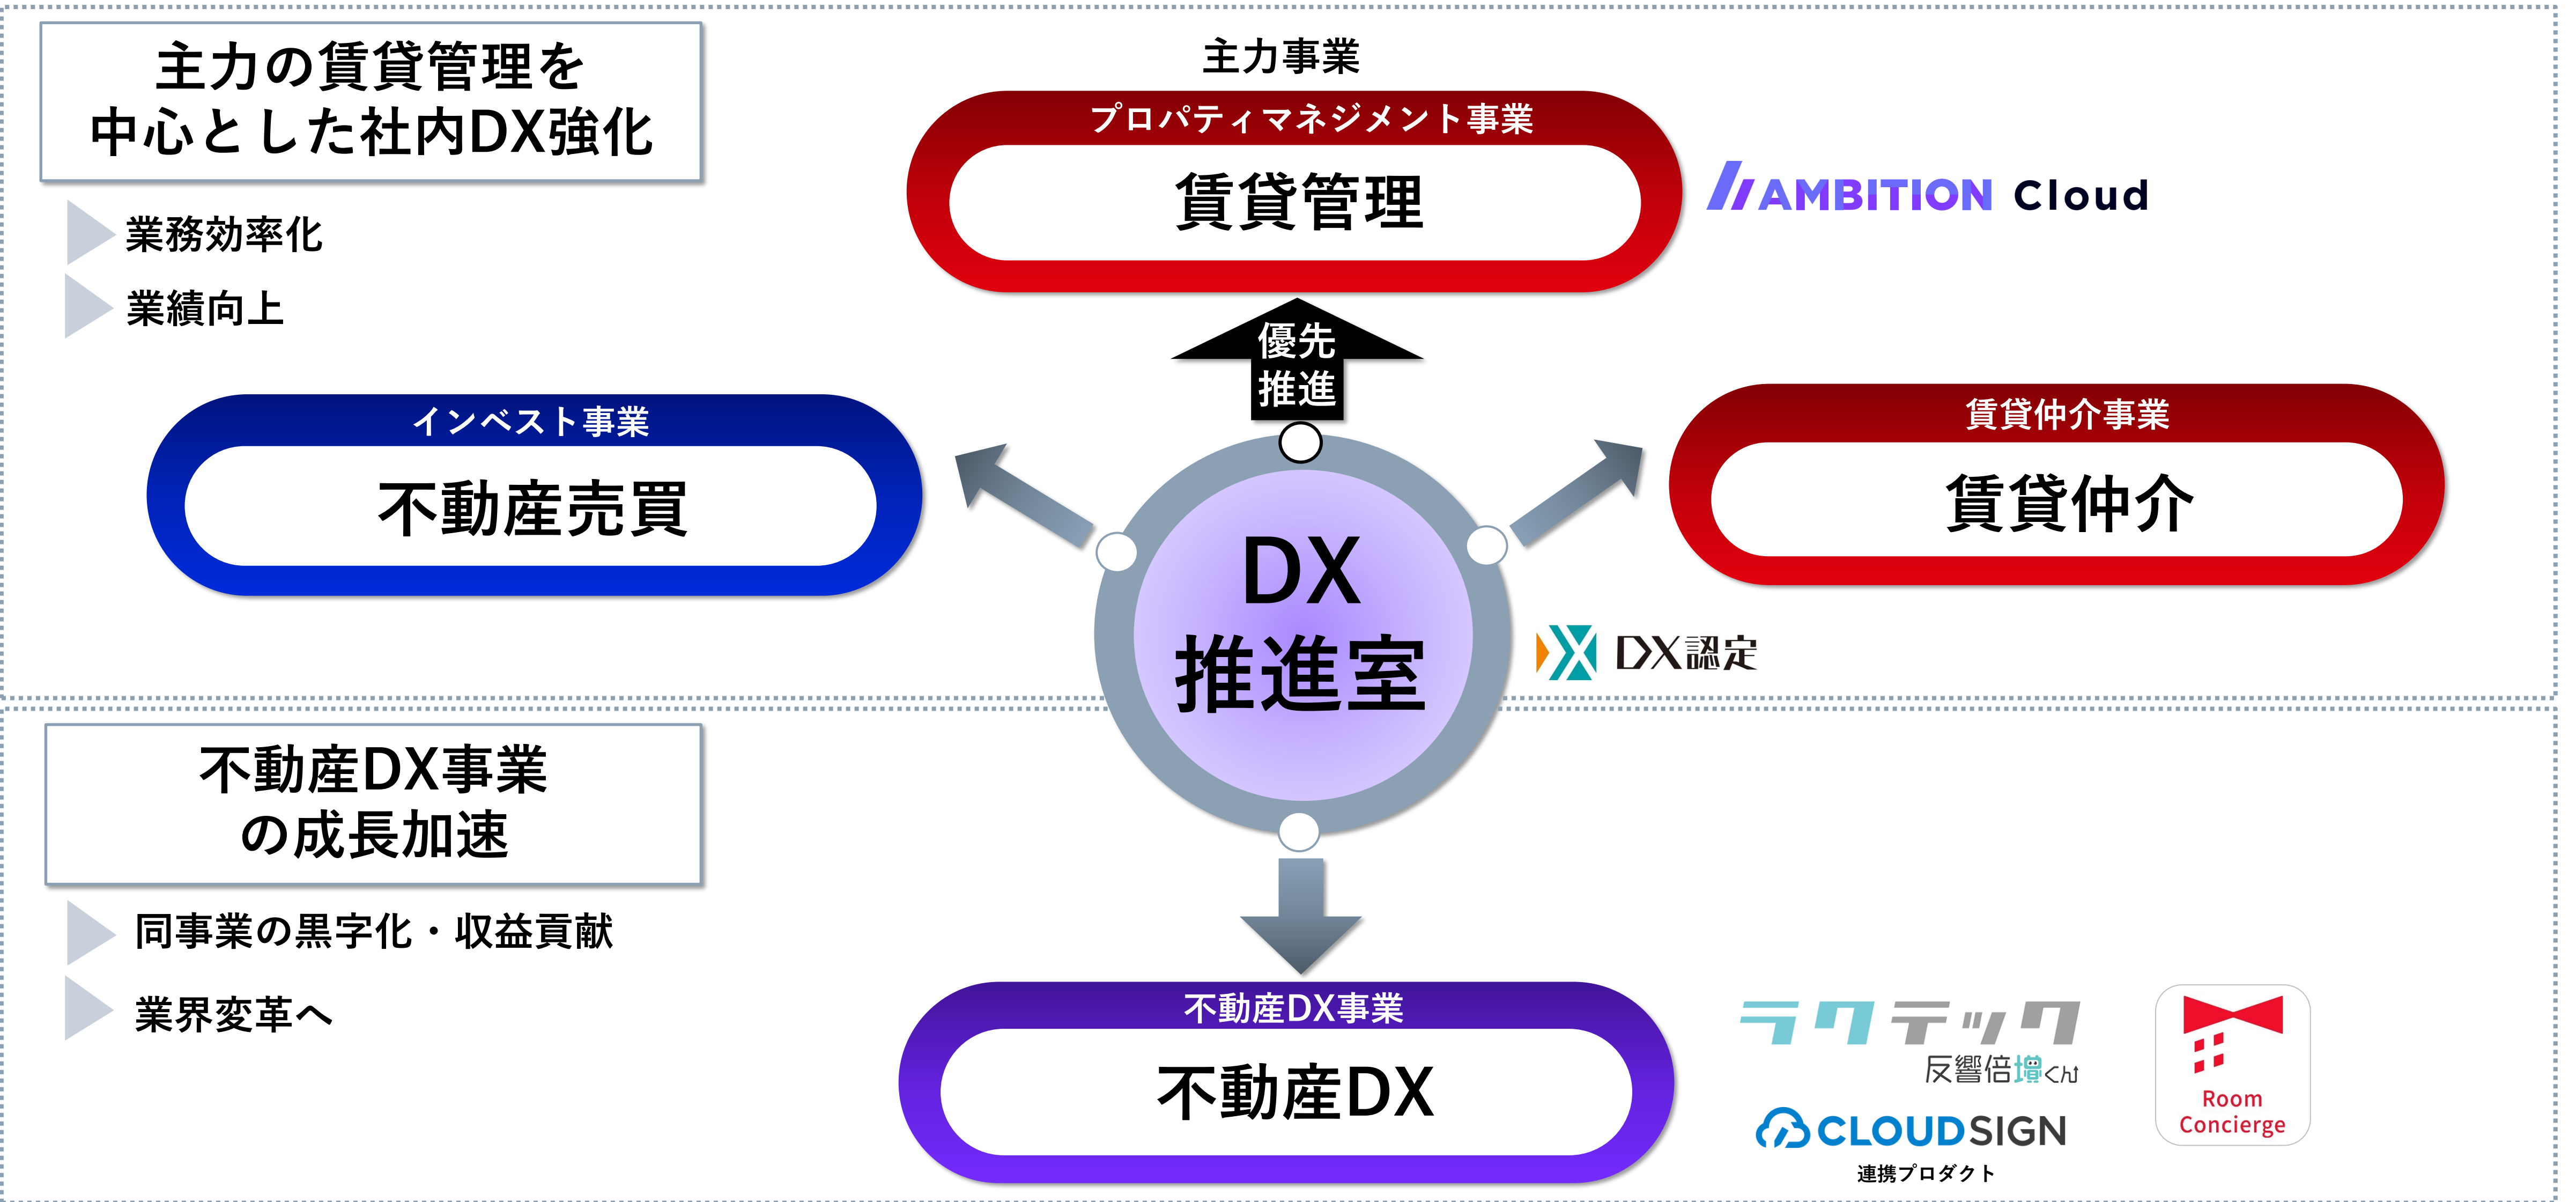 主力の賃貸管理を
中心とした社内DX強化
業務効率化
業績向上
主力事業
プロパティマネジメント事業
賃貸管理
AMBITION Cloud
優先
推進
インベスト事業
不動産売買
賃貸仲介事業
賃貸仲介
DX
推進室
DX認定
不動産DX事業
の成長加速
同事業の黒字化・収益貢献
業界変革へ
不動産DX事業
不動産DX
ラクテック
反響倍増くん
CLOUDSIGN
連携プロダクト
Room
Concierge